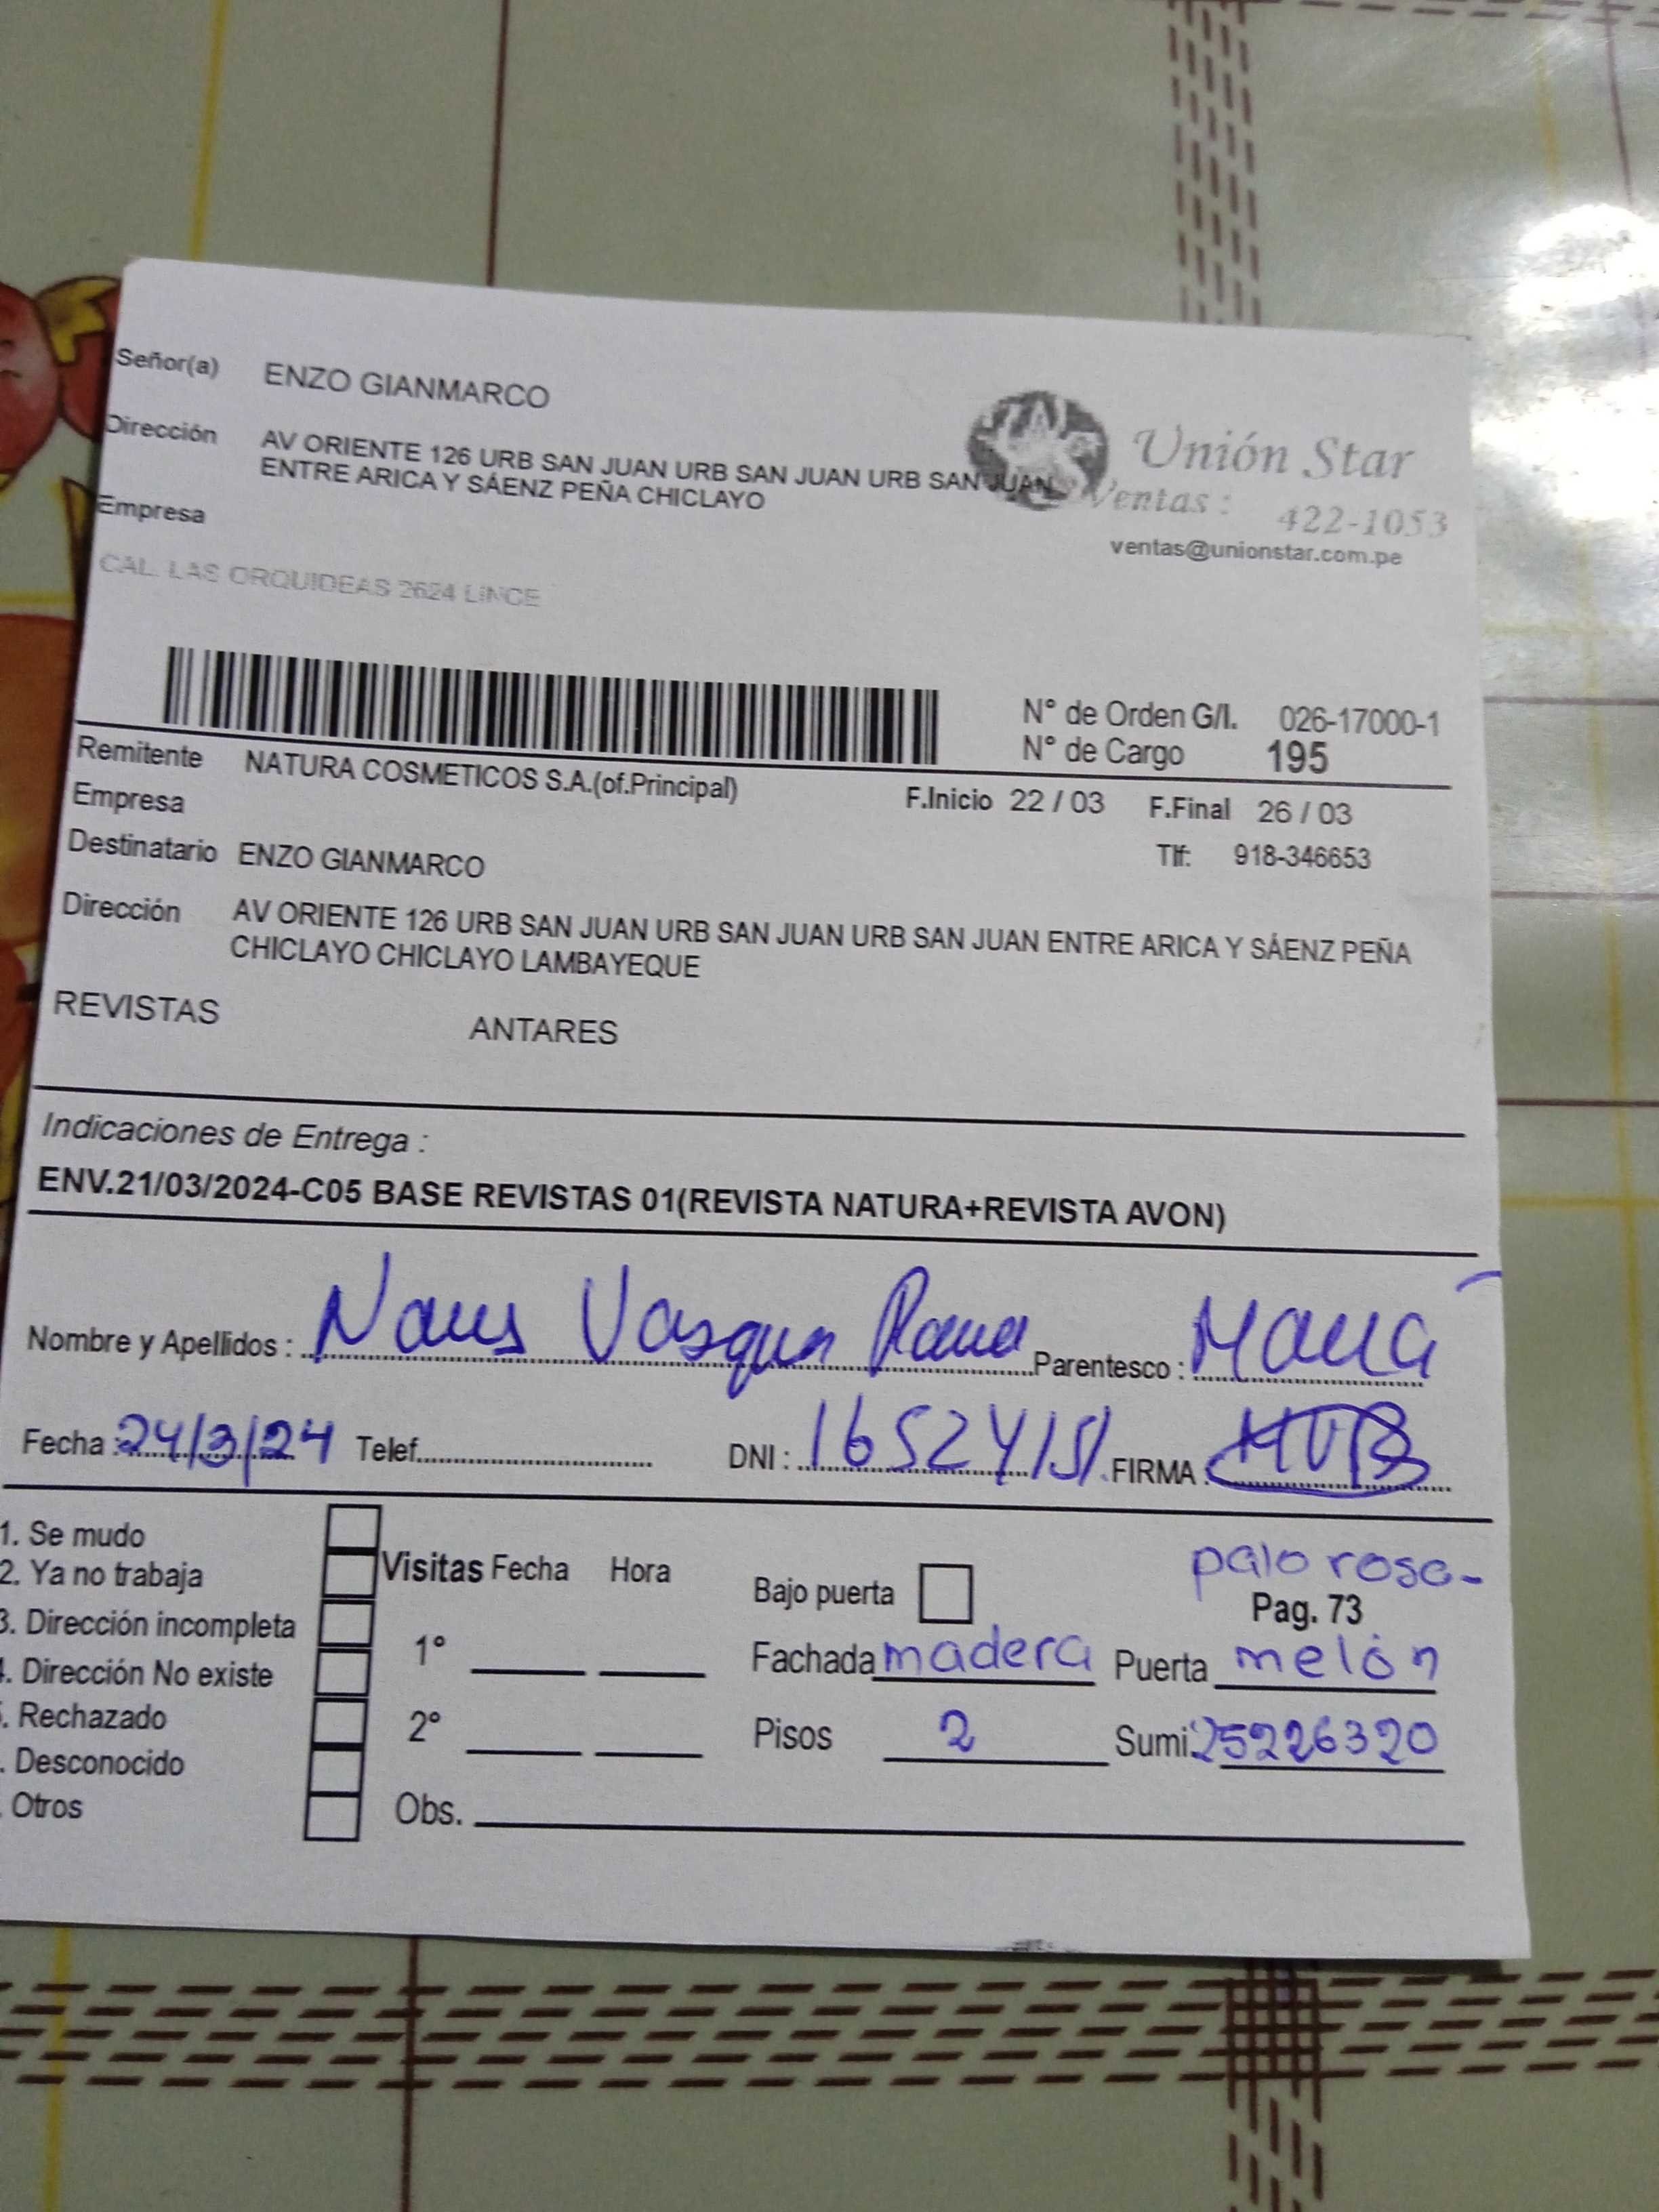 Señor(a) ENZO GIANMARCO
Dirección AV ORIENTE 126 URB SAN JUAN URB SAN JUAN URB SAN JUAN
ENTRE ARICA Y SÁENZ PEÑA CHICLAYO
Unión Star
Ventas : 422-1053
ventas@unionstar.com.pe
Empresa
CAL. LAS ORQUIDEAS 2624 LINCE
N° de Orden G/I. 026-17000-1
N° de Cargo 195
Remitente NATURA COSMETICOS S.A.(of.Principal)
Empresa F.Inicio 22 / 03 F.Final 26 / 03
Destinatario ENZO GIANMARCO Tlf: 918-346653
Dirección AV ORIENTE 126 URB SAN JUAN URB SAN JUAN URB SAN JUAN ENTRE ARICA Y SÁENZ PEÑA
CHICLAYO CHICLAYO LAMBAYEQUE
REVISTAS ANTARES
Indicaciones de Entrega :
ENV.21/03/2024-C05 BASE REVISTAS 01(REVISTA NATURA+REVISTA AVON)
Nombre y Apellidos : Parentesco :
Fecha : 24/3/24 Telef. DNI : FIRMA :
1. Se mudo
2. Ya no trabaja
3. Dirección incompleta
. Dirección No existe
. Rechazado
. Desconocido
. Otros
Visitas Fecha Hora
1°
2°
Obs.
Bajo puerta
palo rosa-
Pag. 73
Fachada madera Puerta melón
Pisos 2 Sumi. 25226320